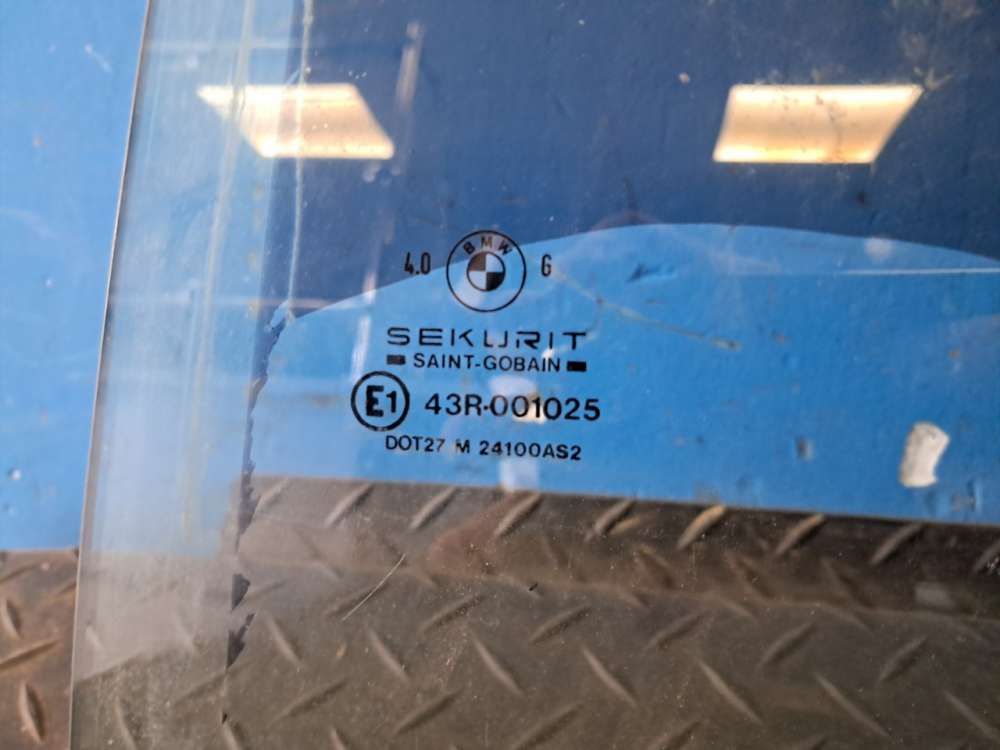 BMW
4.0 G
SEKURIT
SAINT-GOBAIN
E1 43R-001025
DOT27 M 24100AS2